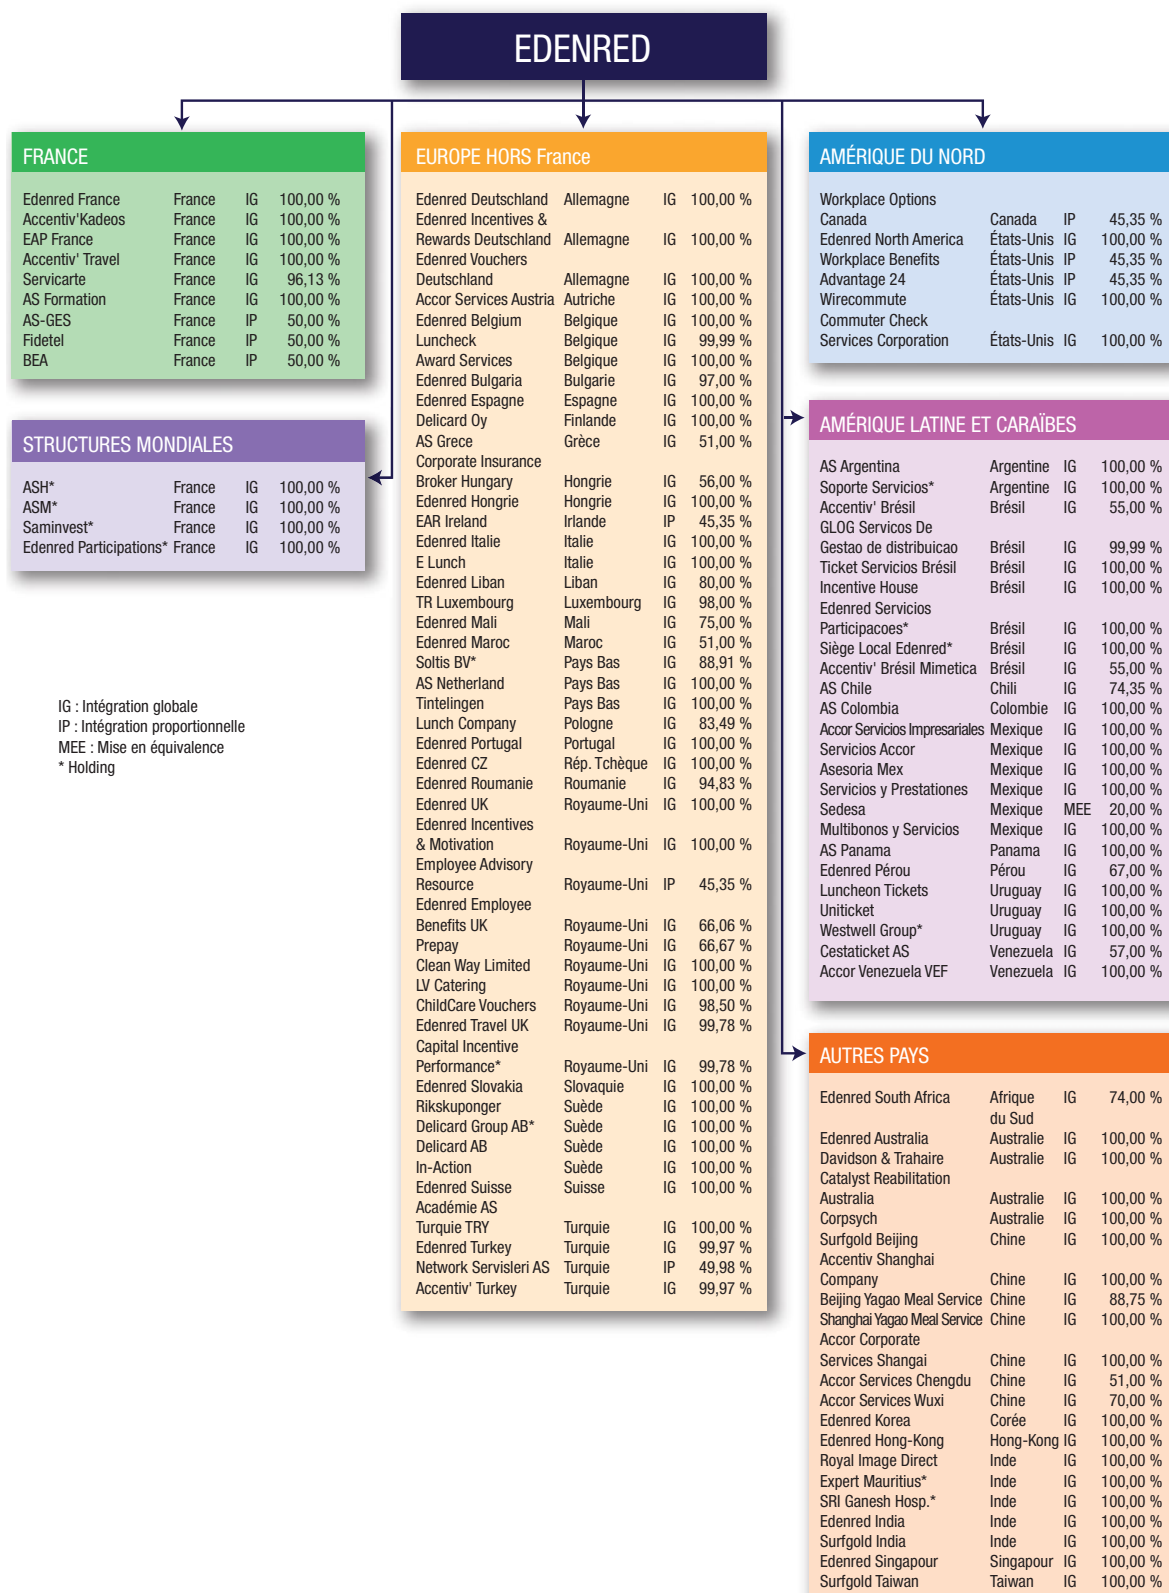 EDENRED
FRANCE
Edenred France France IG 100,00 %
Accentiv'Kadeos France IG 100,00 %
EAP France France IG 100,00 %
Accentiv' Travel France IG 100,00 %
Servicarte France IG 96,13 %
AS Formation France IG 100,00 %
AS-GES France IP 50,00 %
Fidetel France IP 50,00 %
BEA France IP 50,00 %
STRUCTURES MONDIALES
ASH* France IG 100,00 %
ASM* France IG 100,00 %
Saminvest* France IG 100,00 %
Edenred Participations* France IG 100,00 %
IG : Intégration globale
IP : Intégration proportionnelle
MEE : Mise en équivalence
* Holding
EUROPE HORS France
Edenred Deutschland Allemagne IG 100,00 %
Edenred Incentives &
Rewards Deutschland Allemagne IG 100,00 %
Edenred Vouchers
Deutschland Allemagne IG 100,00 %
Accor Services Austria Autriche IG 100,00 %
Edenred Belgium Belgique IG 100,00 %
Luncheck Belgique IG 99,99 %
Award Services Belgique IG 100,00 %
Edenred Bulgaria Bulgarie IG 97,00 %
Edenred Espagne Espagne IG 100,00 %
Delicard Oy Finlande IG 100,00 %
AS Grece Grèce IG 51,00 %
Corporate Insurance
Broker Hungary Hongrie IG 56,00 %
Edenred Hongrie Hongrie IG 100,00 %
EAR Ireland Irlande IP 45,35 %
Edenred Italie Italie IG 100,00 %
E Lunch Italie IG 100,00 %
Edenred Liban Liban IG 80,00 %
TR Luxembourg Luxembourg IG 98,00 %
Edenred Mali Mali IG 75,00 %
Edenred Maroc Maroc IG 51,00 %
Soltis BV* Pays Bas IG 88,91 %
AS Netherland Pays Bas IG 100,00 %
Tintelingen Pays Bas IG 100,00 %
Lunch Company Pologne IG 83,49 %
Edenred Portugal Portugal IG 100,00 %
Edenred CZ Rép. Tchèque IG 100,00 %
Edenred Roumanie Roumanie IG 94,83 %
Edenred UK Royaume-Uni IG 100,00 %
Edenred Incentives
& Motivation Royaume-Uni IG 100,00 %
Employee Advisory
Resource Royaume-Uni IP 45,35 %
Edenred Employee
Benefits UK Royaume-Uni IG 66,06 %
Prepay Royaume-Uni IG 66,67 %
Clean Way Limited Royaume-Uni IG 100,00 %
LV Catering Royaume-Uni IG 100,00 %
ChildCare Vouchers Royaume-Uni IG 98,50 %
Edenred Travel UK Royaume-Uni IG 99,78 %
Capital Incentive
Performance* Royaume-Uni IG 99,78 %
Edenred Slovakia Slovaquie IG 100,00 %
Rikskuponger Suède IG 100,00 %
Delicard Group AB* Suède IG 100,00 %
Delicard AB Suède IG 100,00 %
In-Action Suède IG 100,00 %
Edenred Suisse Suisse IG 100,00 %
Académie AS
Turquie TRY Turquie IG 100,00 %
Edenred Turkey Turquie IG 99,97 %
Network Servisleri AS Turquie IP 49,98 %
Accentiv' Turkey Turquie IG 99,97 %
AMÉRIQUE DU NORD
Workplace Options
Canada Canada IP 45,35 %
Edenred North America États-Unis IG 100,00 %
Workplace Benefits États-Unis IP 45,35 %
Advantage 24 États-Unis IP 45,35 %
Wirecommute États-Unis IG 100,00 %
Commuter Check
Services Corporation États-Unis IG 100,00 %
AMÉRIQUE LATINE ET CARAÏBES
AS Argentina Argentine IG 100,00 %
Soporte Servicios* Argentine IG 100,00 %
Accentiv' Brésil Brésil IG 55,00 %
GLOG Servicos De
Gestao de distribuicao Brésil IG 99,99 %
Ticket Servicios Brésil Brésil IG 100,00 %
Incentive House Brésil IG 100,00 %
Edenred Servicios
Participacoes* Brésil IG 100,00 %
Siège Local Edenred* Brésil IG 100,00 %
Accentiv' Brésil Mimetica Brésil IG 55,00 %
AS Chile Chili IG 74,35 %
AS Colombia Colombie IG 100,00 %
Accor Servicios Impresariales Mexique IG 100,00 %
Servicios Accor Mexique IG 100,00 %
Asesoria Mex Mexique IG 100,00 %
Servicios y Prestationes Mexique IG 100,00 %
Sedesa Mexique MEE 20,00 %
Multibonos y Servicios Mexique IG 100,00 %
AS Panama Panama IG 100,00 %
Edenred Pérou Pérou IG 67,00 %
Luncheon Tickets Uruguay IG 100,00 %
Uniticket Uruguay IG 100,00 %
Westwell Group* Uruguay IG 100,00 %
Cestaticket AS Venezuela IG 57,00 %
Accor Venezuela VEF Venezuela IG 100,00 %
AUTRES PAYS
Edenred South Africa Afrique IG 74,00 %
du Sud
Edenred Australia Australie IG 100,00 %
Davidson & Trahaire Australie IG 100,00 %
Catalyst Reabilitation
Australia Australie IG 100,00 %
Corpsych Australie IG 100,00 %
Surfgold Beijing Chine IG 100,00 %
Accentiv Shanghai
Company Chine IG 100,00 %
Beijing Yagao Meal Service Chine IG 88,75 %
Shanghai Yagao Meal Service Chine IG 100,00 %
Accor Corporate
Services Shangai Chine IG 100,00 %
Accor Services Chengdu Chine IG 51,00 %
Accor Services Wuxi Chine IG 70,00 %
Edenred Korea Corée IG 100,00 %
Edenred Hong-Kong Hong-Kong IG 100,00 %
Royal Image Direct Inde IG 100,00 %
Expert Mauritius* Inde IG 100,00 %
SRI Ganesh Hosp.* Inde IG 100,00 %
Edenred India Inde IG 100,00 %
Surfgold India Inde IG 100,00 %
Edenred Singapour Singapour IG 100,00 %
Surfgold Taiwan Taiwan IG 100,00 %